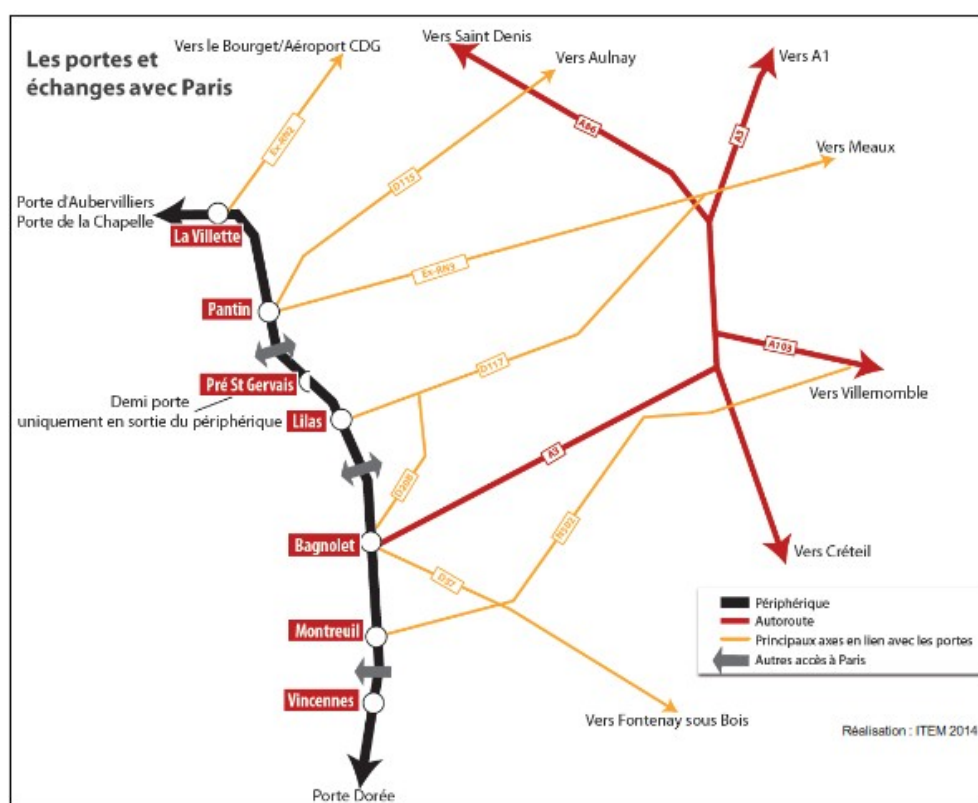 Les portes et
échanges avec Paris
Vers le Bourget/Aéroport CDG
Vers Saint Denis
Vers Aulnay
Vers A1
Ex-RN2
A86
A3
Vers Meaux
D115
Porte d'Aubervilliers
Porte de la Chapelle
La Villette
Ex-RN3
Pantin
A103
Pré St Gervais
D117
Demi porte
uniquement en sortie du périphérique
Vers Villemomble
Lilas
A3
D20B
N302
Bagnolet
Vers Créteil
D37
Périphérique
Autoroute
Principaux axes en lien avec les portes
Autres accès à Paris
Montreuil
Vincennes
Vers Fontenay sous Bois
Réalisation : ITEM 2014
Porte Dorée